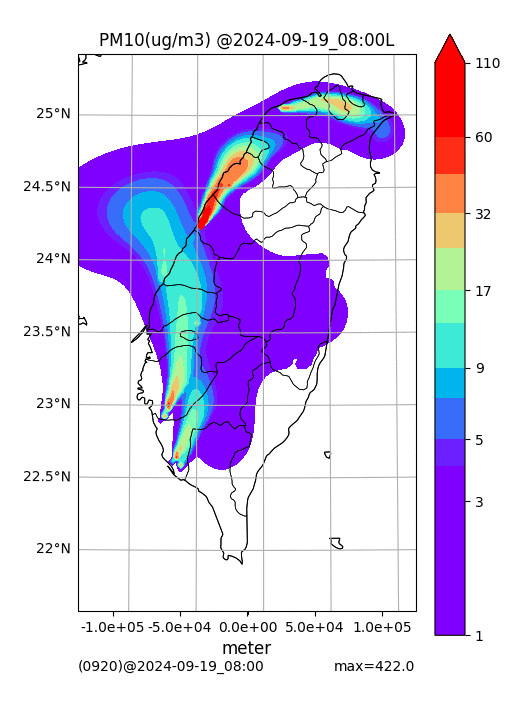 PM10(ug/m3) @2024-09-19_08:00L
110
60
32
17
9
5
3
1
25°N
24.5°N
24°N
23.5°N
23°N
22.5°N
22°N
-1.0e+05 -5.0e+04 0.0e+00 5.0e+04 1.0e+05
meter
(0920)@2024-09-19_08:00 max=422.0